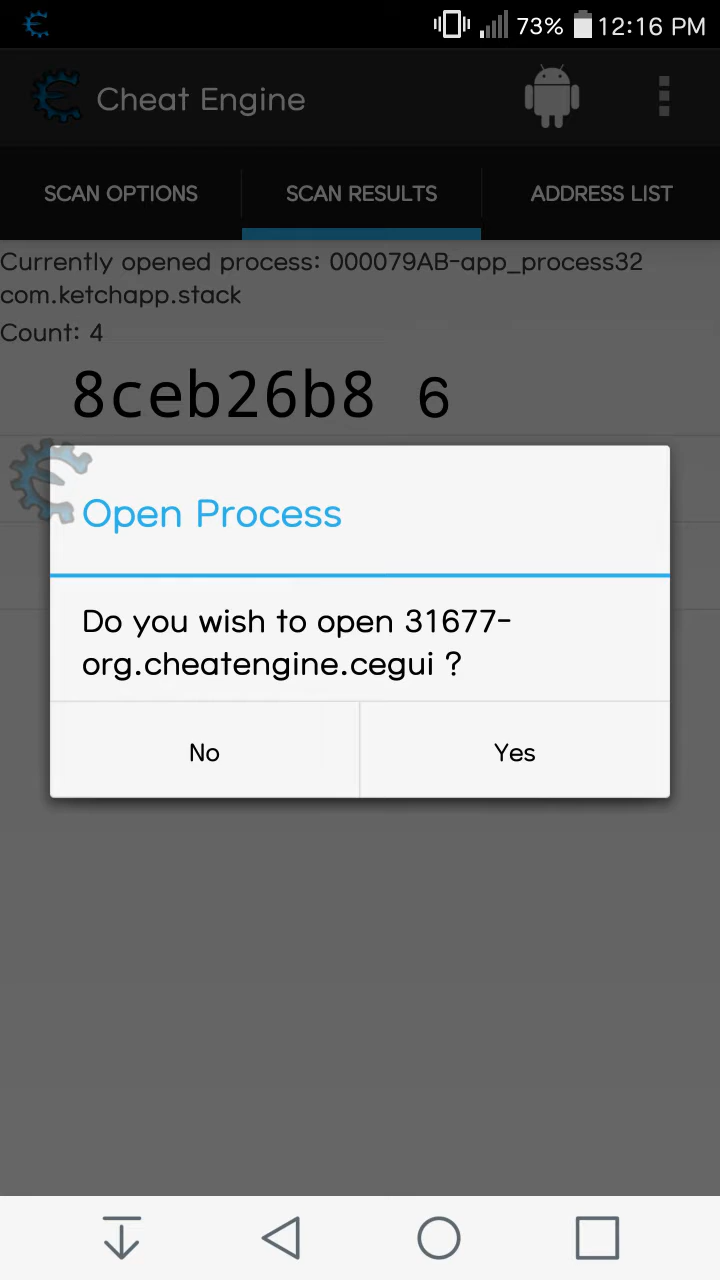 73% 12:16 PM
Cheat Engine
SCAN OPTIONS SCAN RESULTS ADDRESS LIST
Currently opened process: 000079AB-app_process32
com.ketchapp.stack
Count: 4
8ceb26b8 6
Open Process
Do you wish to open 31677-
org.cheatengine.cegui ?
No Yes